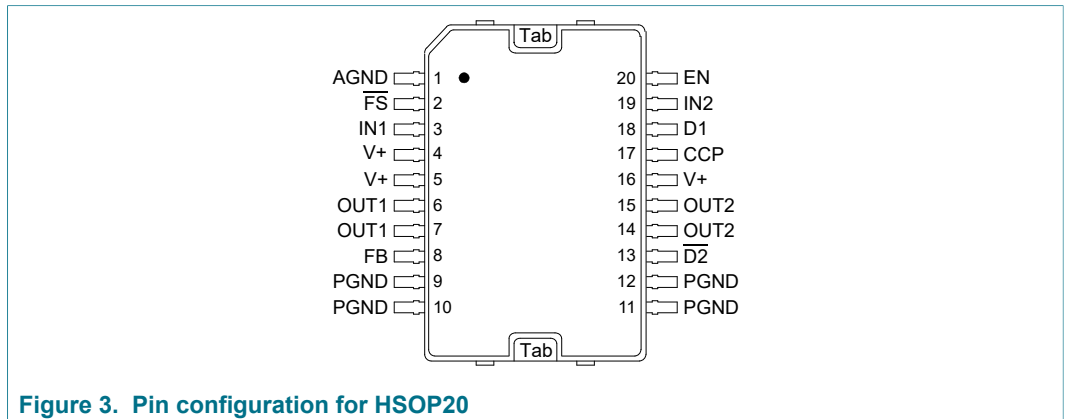 Tab
AGND 1 20 EN
F̅S̅ 2 19 IN2
IN1 3 18 D1
V+ 4 17 CCP
V+ 5 16 V+
OUT1 6 15 OUT2
OUT1 7 14 OUT2
FB 8 13 D̅2̅
PGND 9 12 PGND
PGND 10 11 PGND
Tab
Figure 3. Pin configuration for HSOP20